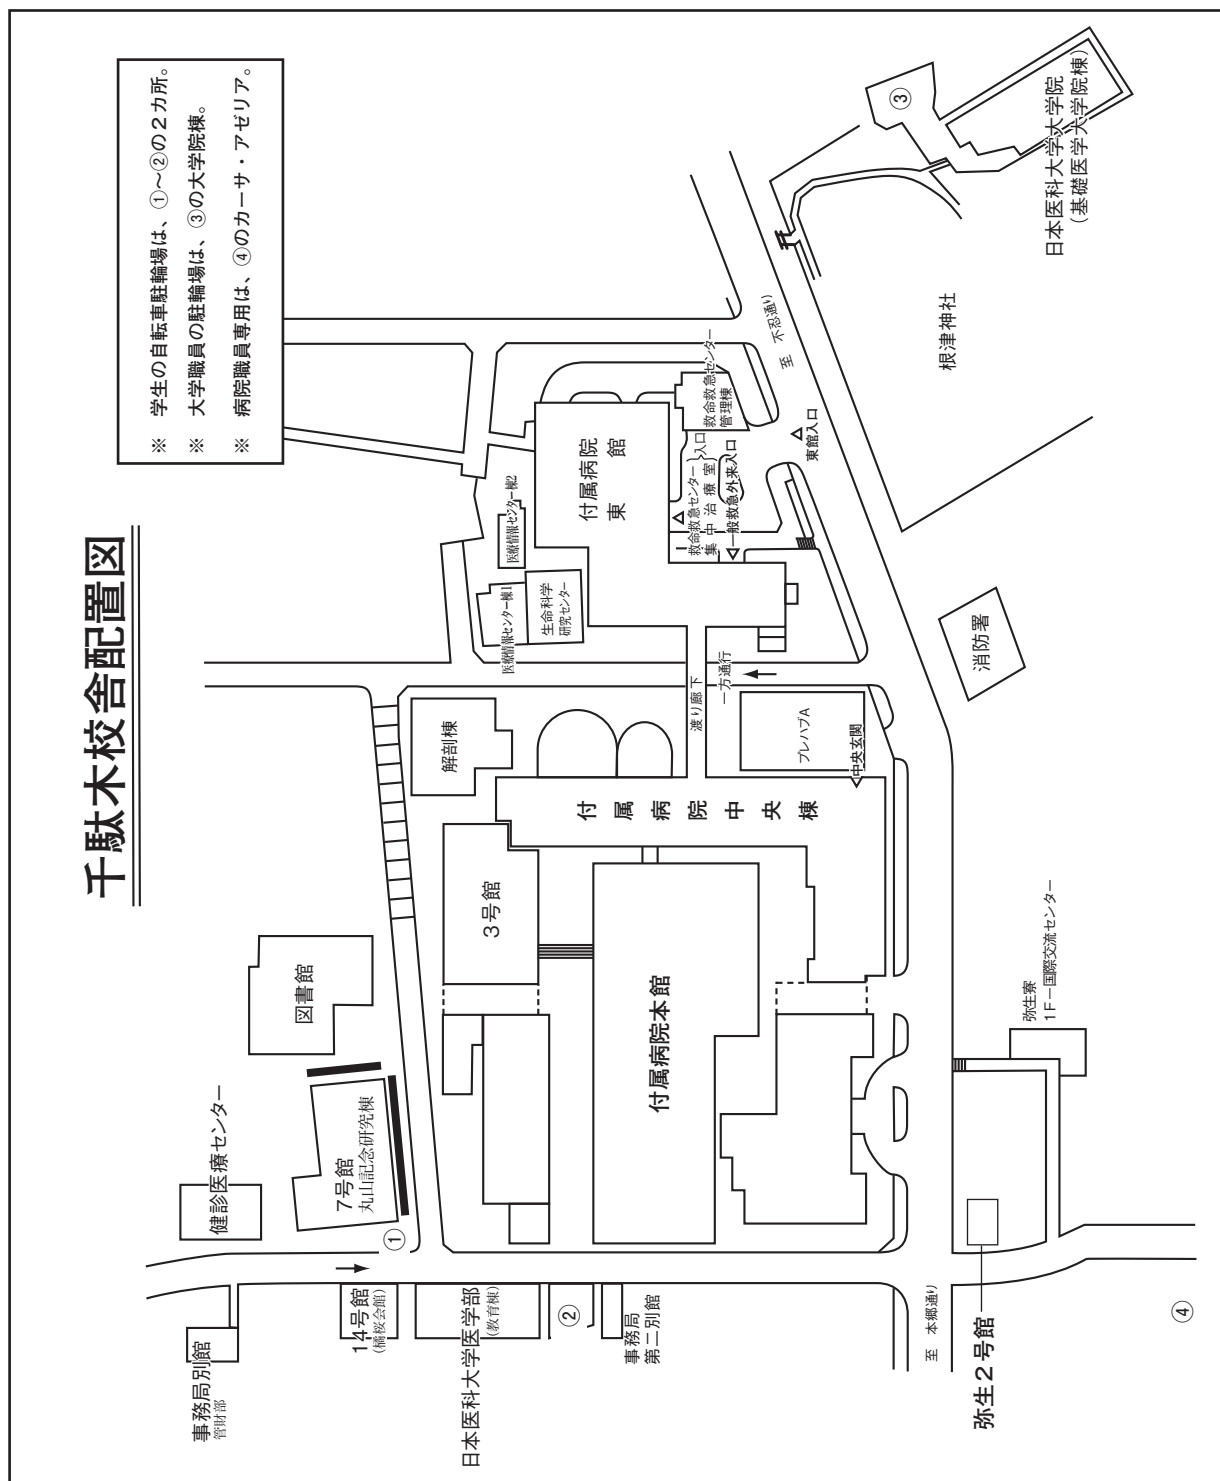 千駄木校舎配置図
※　学生の自転車駐輪場は、①～②の2カ所。
※　大学職員の駐輪場は、③の大学院棟。
※　病院職員専用は、④のカーサ・アゼリア。
健診医療センター
図書館
7号館
丸山記念研究棟
①
事務局別館
管財部
14号館
(橘桜会館)
日本医科大学医学部
(教育棟)
②
事務局
第二別館
3号館
解剖棟
医療情報センター棟1
医療情報センター棟2
生命科学
研究センター
付属病院
東館
救命救急センター
管理棟
救命救急センター
集中治療室
入口
一般救急外来入口
東館入口
至　不忍通り
渡り廊下
一方通行
プレハブA
中央玄関
付属病院中央棟
付属病院本館
消防署
根津神社
③
日本医科大学大学院
(基礎医学大学院棟)
弥生寮
1F－国際交流センター
至　本郷通り
弥生2号館
④